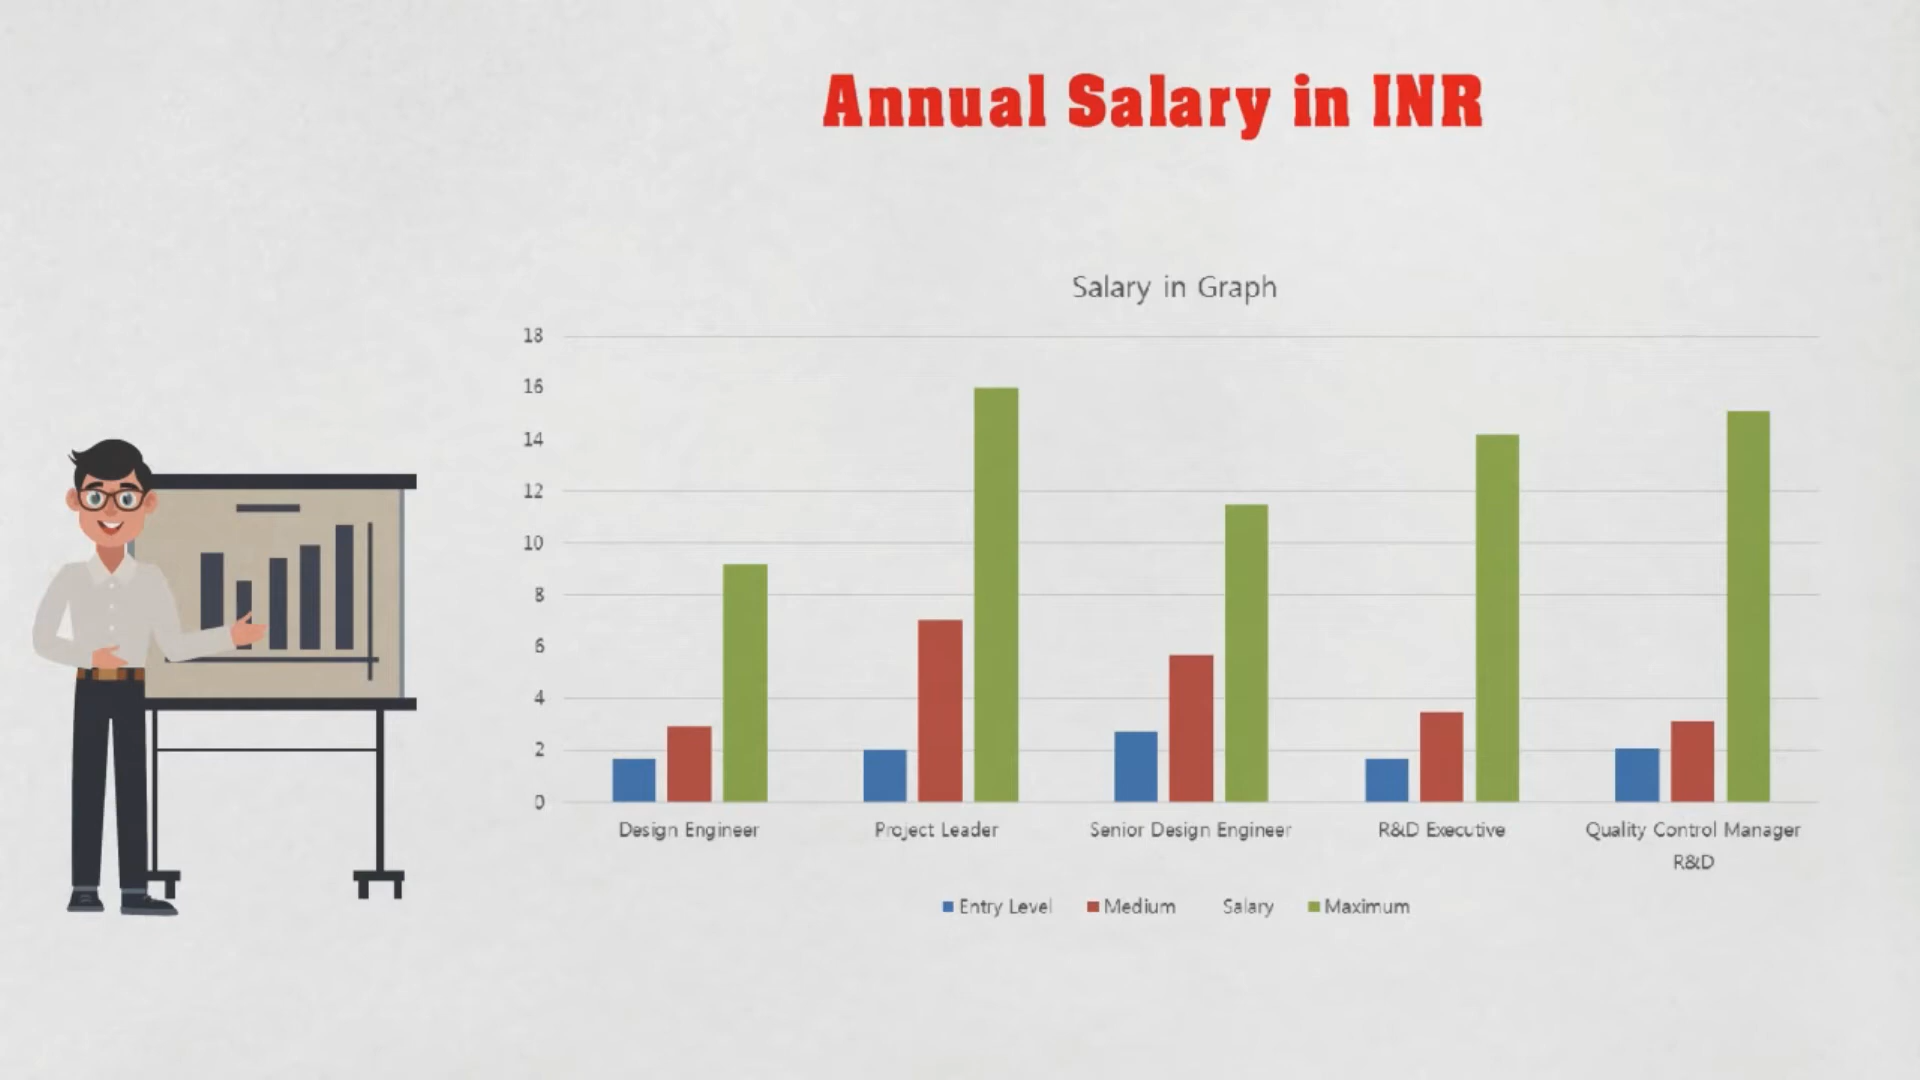 Annual Salary in INR
Salary in Graph
18
16
14
12
10
8
6
4
2
0
Design Engineer
Project Leader
Senior Design Engineer
R&D Executive
Quality Control Manager
R&D
Entry Level Medium Salary Maximum